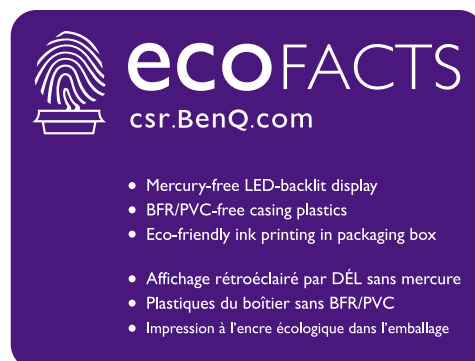 ecoFACTS
csr.BenQ.com
• Mercury-free LED-backlit display
• BFR/PVC-free casing plastics
• Eco-friendly ink printing in packaging box
• Affichage rétroéclairé par DÉL sans mercure
• Plastiques du boîtier sans BFR/PVC
• Impression à l'encre écologique dans l'emballage